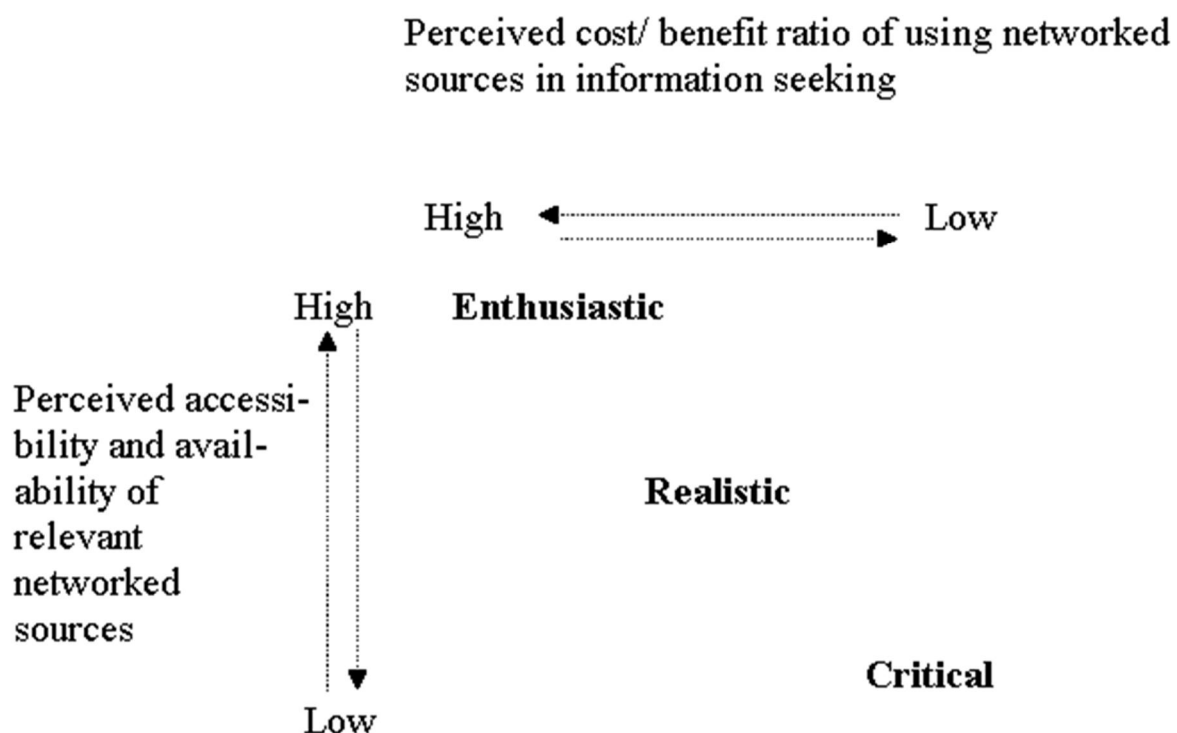 Perceived cost/ benefit ratio of using networked
sources in information seeking
High Low
High Enthusiastic
Perceived accessi-
bility and avail-
ability of
relevant
networked
sources
Realistic
Critical
Low